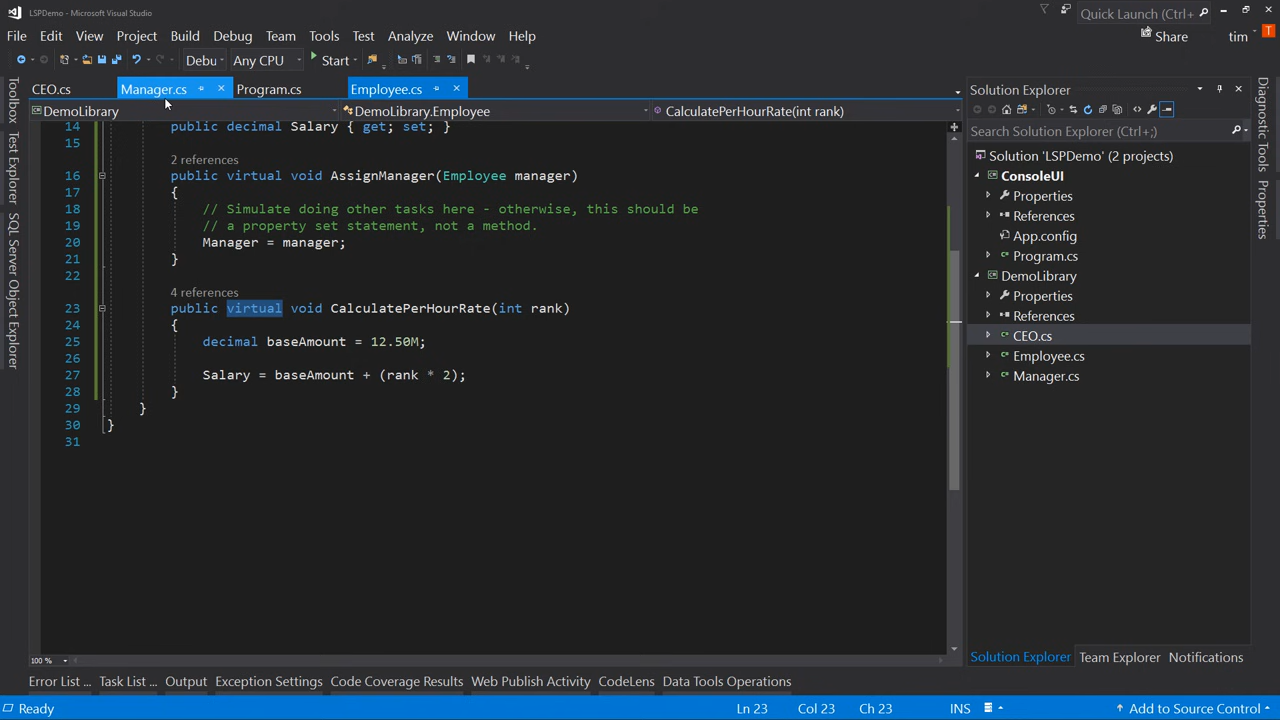 LSPDemo - Microsoft Visual Studio
Quick Launch (Ctrl+
File Edit View Project Build Debug Team Tools Test Analyze Window Help
Share tim T
Debu Any CPU Start
CEO.cs Manager.cs Program.cs Employee.cs
DemoLibrary DemoLibrary.Employee CalculatePerHourRate(int rank)
14 public decimal Salary { get; set; }
15
2 references
16 public virtual void AssignManager(Employee manager)
17 {
18 // Simulate doing other tasks here - otherwise, this should be
19 // a property set statement, not a method.
20 Manager = manager;
21 }
22
4 references
23 public virtual void CalculatePerHourRate(int rank)
24 {
25 decimal baseAmount = 12.50M;
26
27 Salary = baseAmount + (rank * 2);
28 }
29 }
30 }
31
100 %
Toolbox
Test Explorer
SQL Server Object Explorer
Solution Explorer
Search Solution Explorer (Ctrl+;)
Solution 'LSPDemo' (2 projects)
ConsoleUI
Properties
References
App.config
Program.cs
DemoLibrary
Properties
References
CEO.cs
Employee.cs
Manager.cs
Solution Explorer Team Explorer Notifications
Diagnostic Tools
Properties
Error List ... Task List ... Output Exception Settings Code Coverage Results Web Publish Activity CodeLens Data Tools Operations
Ready Ln 23 Col 23 Ch 23 INS Add to Source Control